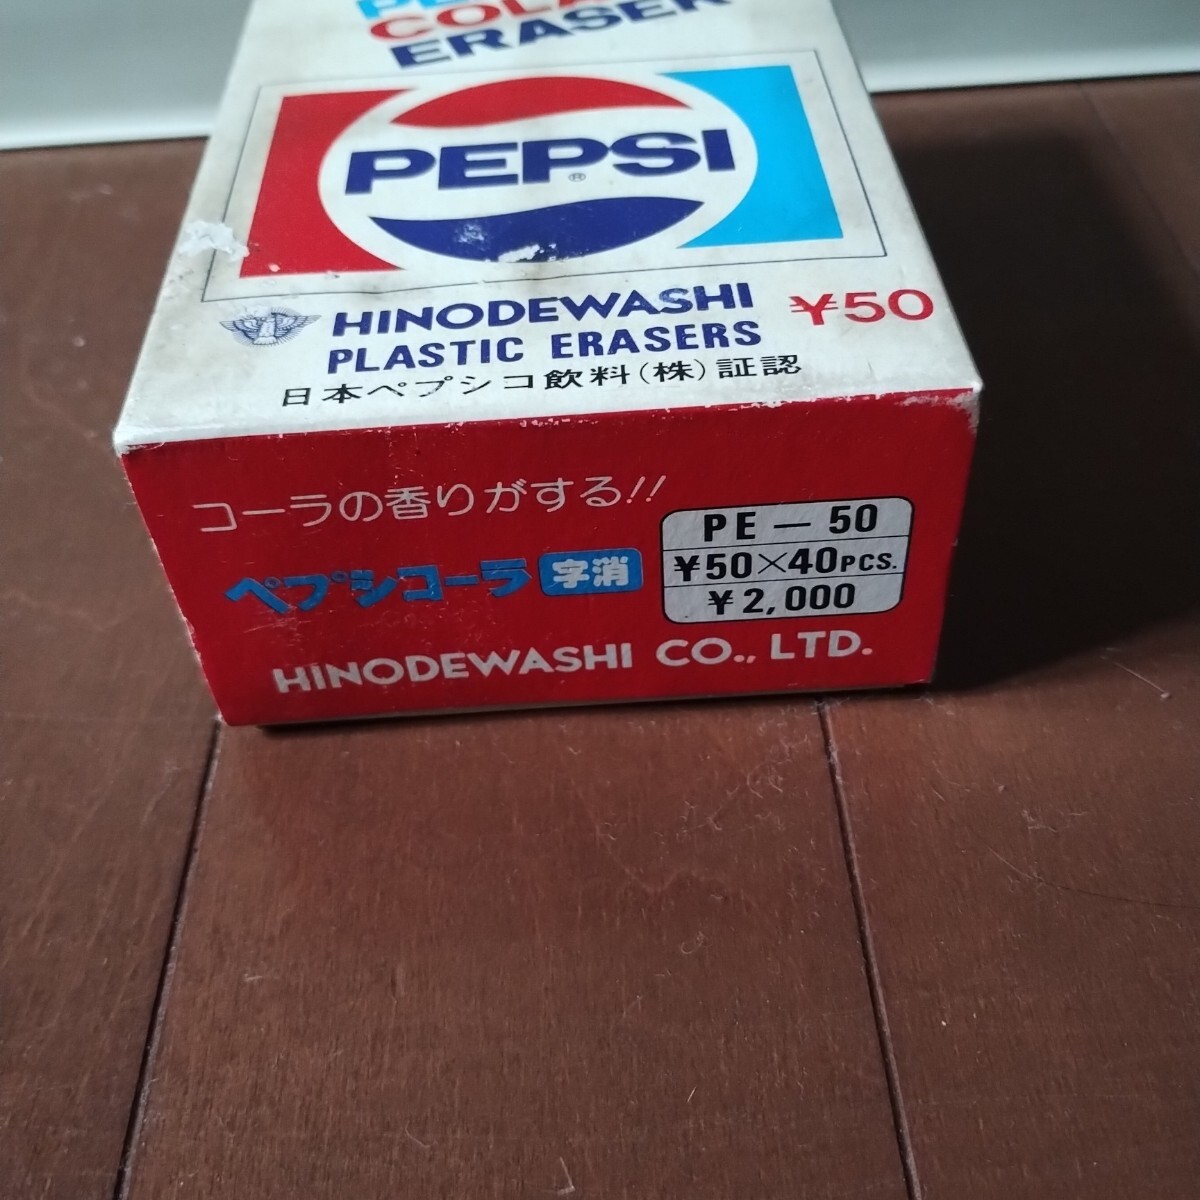 COLA
ERASER
PEPSI
®
HINODEWASHI
PLASTIC ERASERS
¥50
日本ペプシコ飲料(株)証認
コーラの香りがする!!
ペプシコーラ 字消
PE-50
¥50×40PCS.
¥2,000
HINODEWASHI CO., LTD.